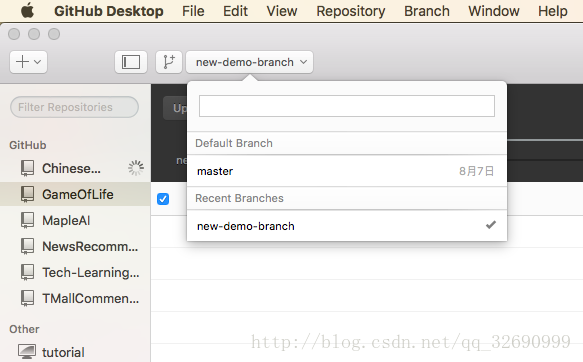 GitHub Desktop File Edit View Repository Branch Window Help
new-demo-branch
Filter Repositories
Up
Default Branch
GitHub
ne
Chinese...
master 8月7日
GameOfLife
Recent Branches
MapleAI
new-demo-branch
NewsRecomm...
Tech-Learning...
TMallCommen...
Other
tutorial
http://blog.csdn.net/qq_32690999